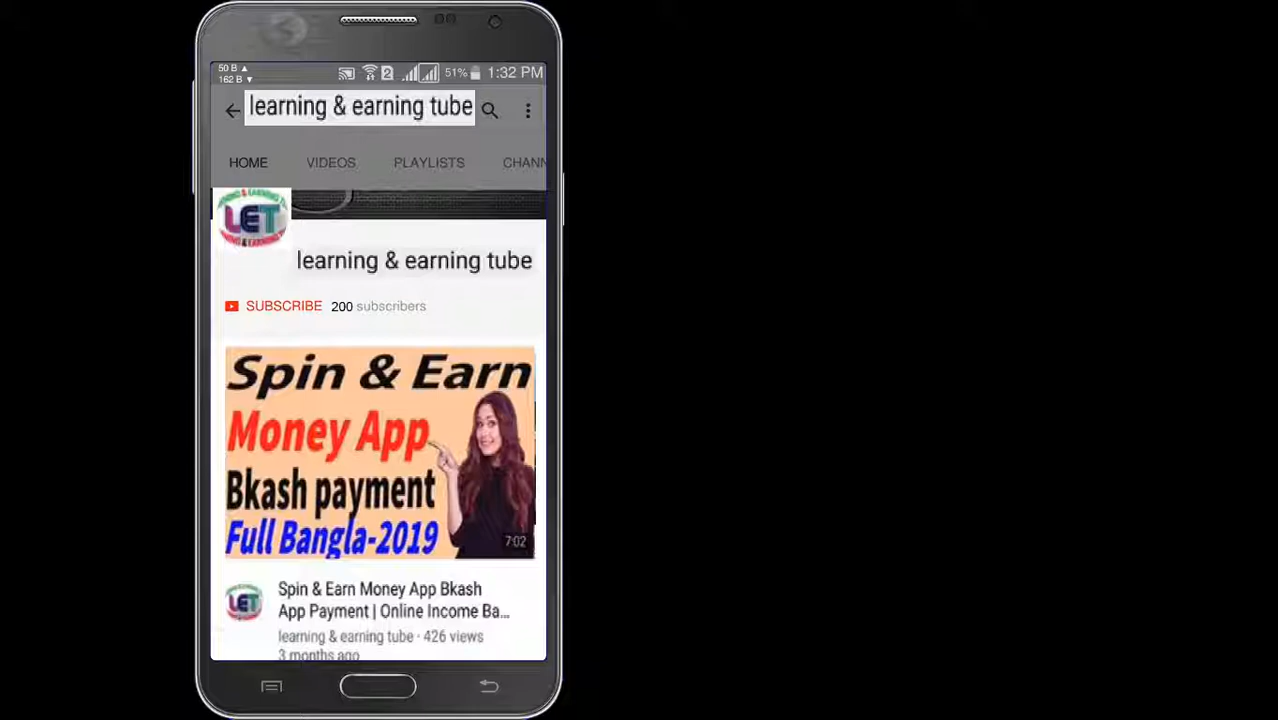 50 B ▲
162 B ▼
2
51%
1:32 PM
learning & earning tube
HOME VIDEOS PLAYLISTS CHANN
LET
learning & earning tube
SUBSCRIBE 200 subscribers
Spin & Earn
Money App
Bkash payment
Full Bangla-2019
7:02
LET
Spin & Earn Money App Bkash
App Payment | Online Income Ba...
learning & earning tube · 426 views
3 months ago